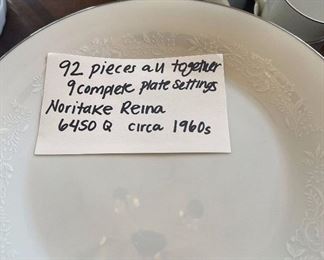 92 pieces all together
9 complete plate settings
Noritake Reina
6450 Q circa 1960s